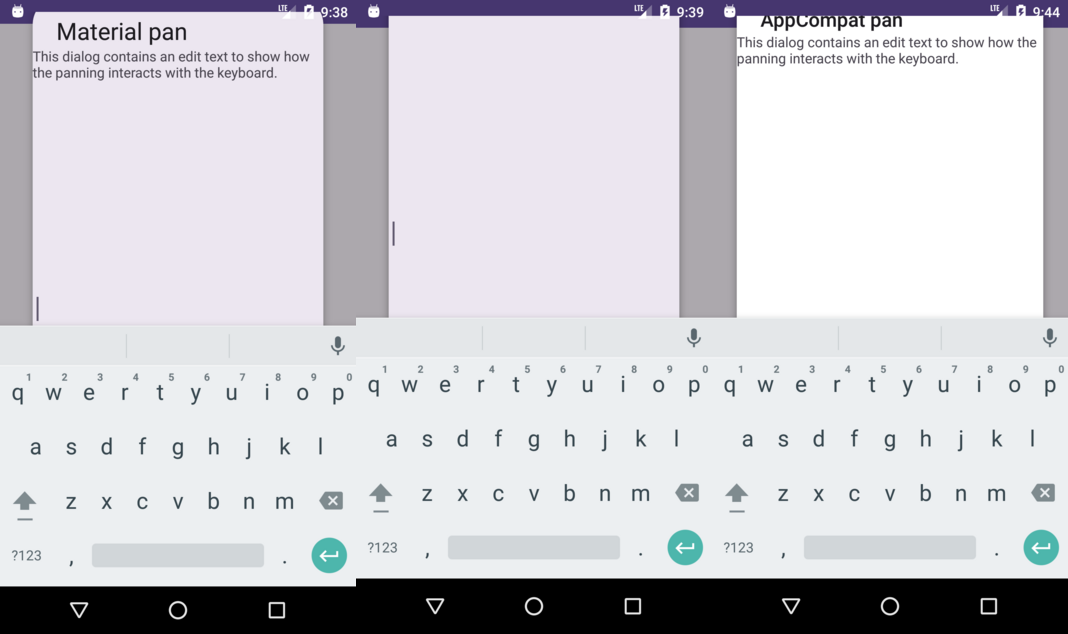 LTE 9:38
Material pan
This dialog contains an edit text to show how
the panning interacts with the keyboard.
1 2 3 4 5 6 7 8 9 0
q w e r t y u i o p
a s d f g h j k l
z x c v b n m
?123 , .
LTE 9:39
1 2 3 4 5 6 7 8 9 0
q w e r t y u i o p
a s d f g h j k l
z x c v b n m
?123 , .
LTE 9:44
AppCompat pan
This dialog contains an edit text to show how the
panning interacts with the keyboard.
1 2 3 4 5 6 7 8 9 0
q w e r t y u i o p
a s d f g h j k l
z x c v b n m
?123 , .